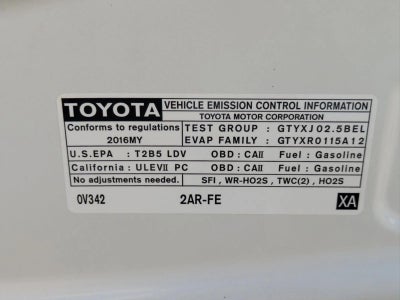 TOYOTA VEHICLE EMISSION CONTROL INFORMATION
TOYOTA MOTOR CORPORATION
Conforms to regulations TEST GROUP : GTYXJ02.5BEL
2016MY EVAP FAMILY : GTYXR0115A12
U.S.EPA : T2B5 LDV OBD : CAII Fuel : Gasoline
California : ULEVII PC OBD : CAII Fuel : Gasoline
No adjustments needed. SFI , WR-HO2S , TWC(2) , HO2S
0V342 2AR-FE XA